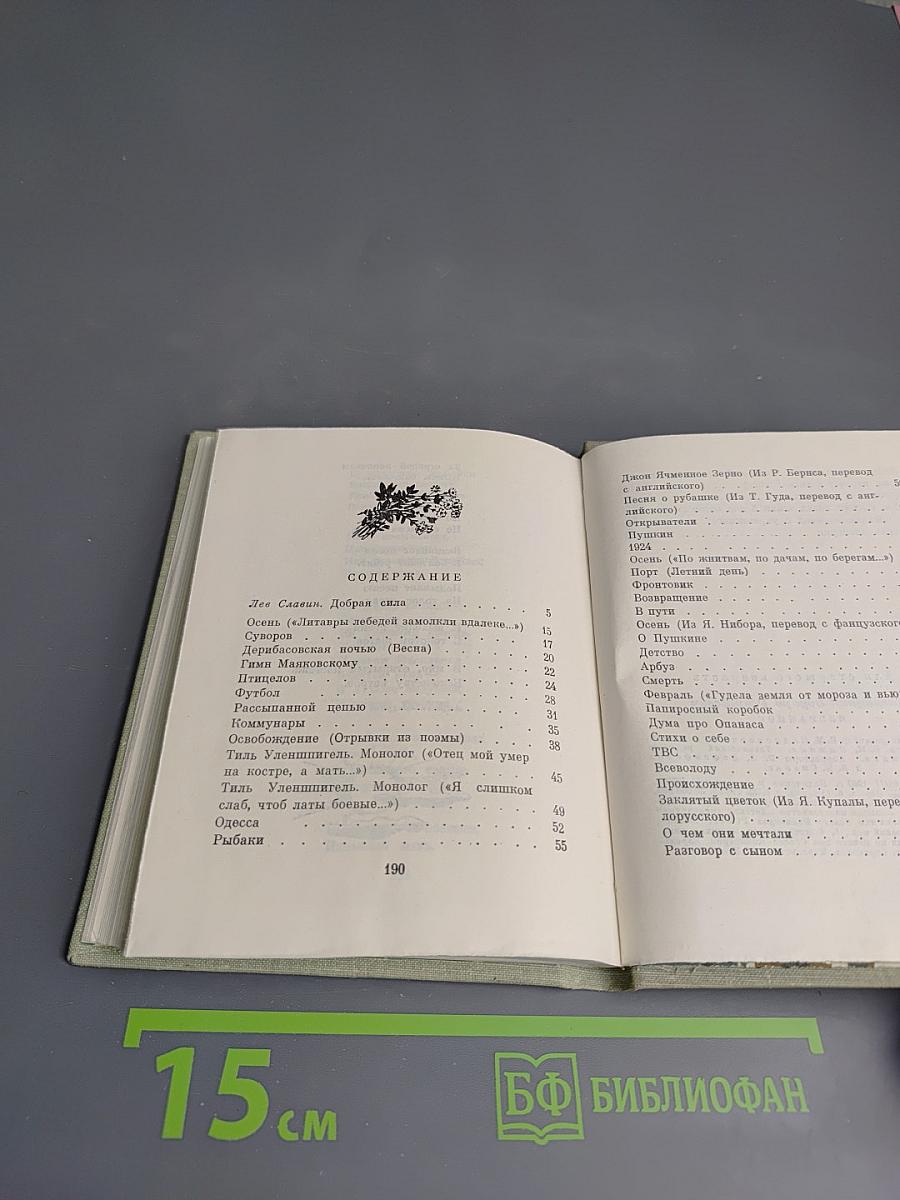 СОДЕРЖАНИЕ
Лев Славин. Добрая сила . . . . . . . 5
Осень («Литавры лебедей замолкли вдалеке...») 15
Суворов . . . . . . . . . . . . 17
Дерибасовская ночью (Весна) . . . . . 20
Гимн Маяковскому . . . . . . . . . 22
Птицелов . . . . . . . . . . . . 24
Футбол . . . . . . . . . . . . . 28
Рассыпанной цепью . . . . . . . . . 31
Коммунары . . . . . . . . . . . . 35
Освобождение (Отрывки из поэмы) . . . . 38
Тиль Уленшпигель. Монолог («Отец мой умер
на костре, а мать...») . . . . . . . . 45
Тиль Уленшпигель. Монолог («Я слишком
слаб, чтоб латы боевые...») . . . . . . 49
Одесса . . . . . . . . . . . . 52
Рыбаки . . . . . . . . . . . . . 55
190
Джон Ячменное Зерно (Из Р. Бернса, перевод
с английского) . . . . . . . . . .
Песня о рубашке (Из Т. Гуда, перевод с анг-
лийского) . . . . . . . . . . . .
Открыватели . . . . . . . . . . .
Пушкин . . . . . . . . . . . . .
1924 . . . . . . . . . . . . . .
Осень («По жнитвам, по дачам, по берегам...»)
Порт (Летний день) . . . . . . . . .
Фронтовик . . . . . . . . . . . .
Возвращение . . . . . . . . . . .
В пути . . . . . . . . . . . . .
Осень (Из Я. Нибора, перевод с фанцузского
О Пушкине . . . . . . . . . . .
Детство . . . . . . . . . . . .
Арбуз . . . . . . . . . . . . .
Смерть . . . . . . . . . . . . .
Февраль («Гудела земля от мороза и вью
Папиросный коробок . . . . . . . .
Дума про Опанаса . . . . . . . . .
Стихи о себе . . . . . . . . . . .
ТВС . . . . . . . . . . . . . .
Всеволоду . . . . . . . . . . . .
Происхождение . . . . . . . . . .
Заклятый цветок (Из Я. Купалы, пере
лорусского) . . . . . . . . . . .
О чем они мечтали . . . . . . . .
Разговор с сыном . . . . . . . . .
15 см
БФ БИБЛИОФАН